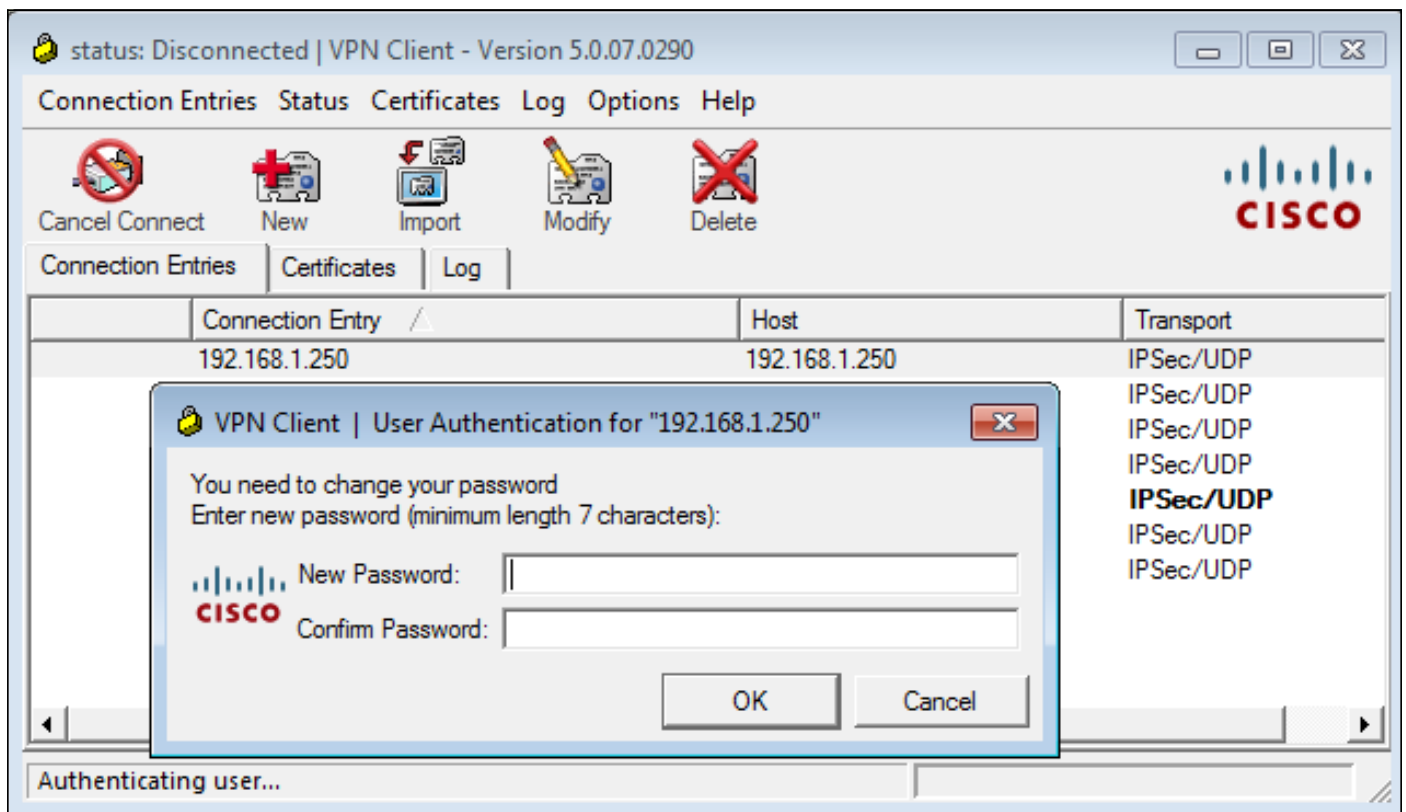 status: Disconnected | VPN Client - Version 5.0.07.0290
Connection Entries Status Certificates Log Options Help
Cancel Connect New Import Modify Delete
CISCO
Connection Entries Certificates Log
Connection Entry Host Transport
192.168.1.250 192.168.1.250 IPSec/UDP
IPSec/UDP
IPSec/UDP
IPSec/UDP
IPSec/UDP
IPSec/UDP
IPSec/UDP
VPN Client | User Authentication for "192.168.1.250"
You need to change your password
Enter new password (minimum length 7 characters):
New Password:
CISCO
Confirm Password:
OK Cancel
Authenticating user...